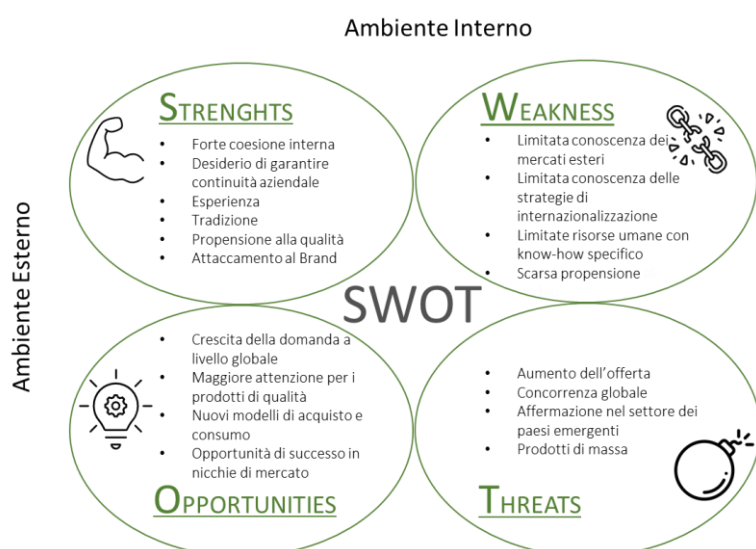 Ambiente Interno
Ambiente Esterno
STRENGHTS
• Forte coesione interna
• Desiderio di garantire
continuità aziendale
• Esperienza
• Tradizione
• Propensione alla qualità
• Attaccamento al Brand
WEAKNESS
• Limitata conoscenza dei
mercati esteri
• Limitata conoscenza delle
strategie di
internazionalizzazione
• Limitate risorse umane con
know-how specifico
• Scarsa propensione
SWOT
• Crescita della domanda a
livello globale
• Maggiore attenzione per i
prodotti di qualità
• Nuovi modelli di acquisto e
consumo
• Opportunità di successo in
nicchie di mercato
OPPORTUNITIES
• Aumento dell'offerta
• Concorrenza globale
• Affermazione nel settore dei
paesi emergenti
• Prodotti di massa
THREATS